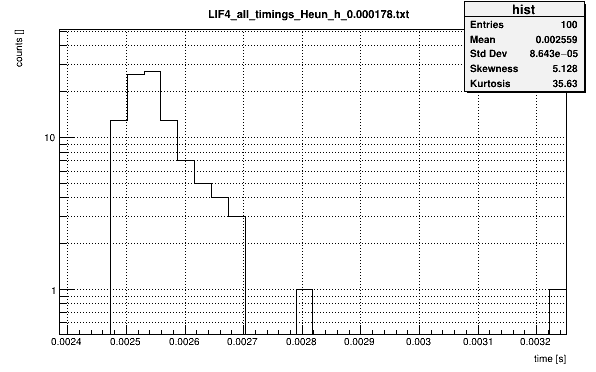 LIF4_all_timings_Heun_h_0.000178.txt
hist
Entries 100
Mean 0.002559
Std Dev 8.643e−05
Skewness 5.128
Kurtosis 35.63
counts []
10
1
0.0024 0.0025 0.0026 0.0027 0.0028 0.0029 0.003 0.0031 0.0032
time [s]